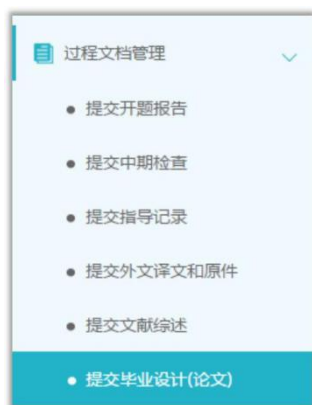 过程文档管理
提交开题报告
提交中期检查
提交指导记录
提交外文译文和原件
提交文献综述
提交毕业设计(论文)